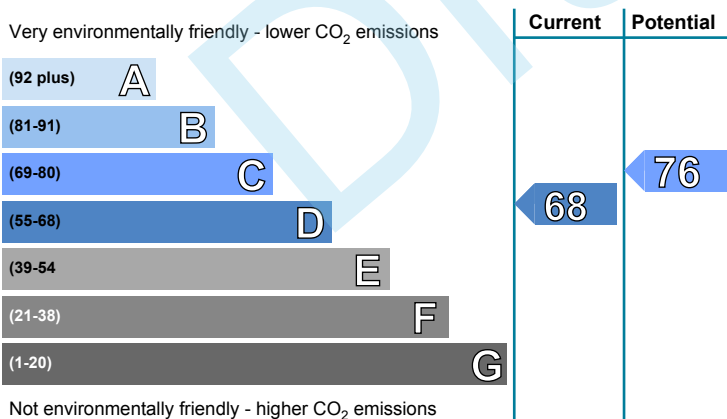 Current Potential
Very environmentally friendly - lower CO2 emissions
(92 plus) A
(81-91) B
(69-80) C
76
(55-68) D
68
(39-54 E
(21-38) F
(1-20) G
Not environmentally friendly - higher CO2 emissions